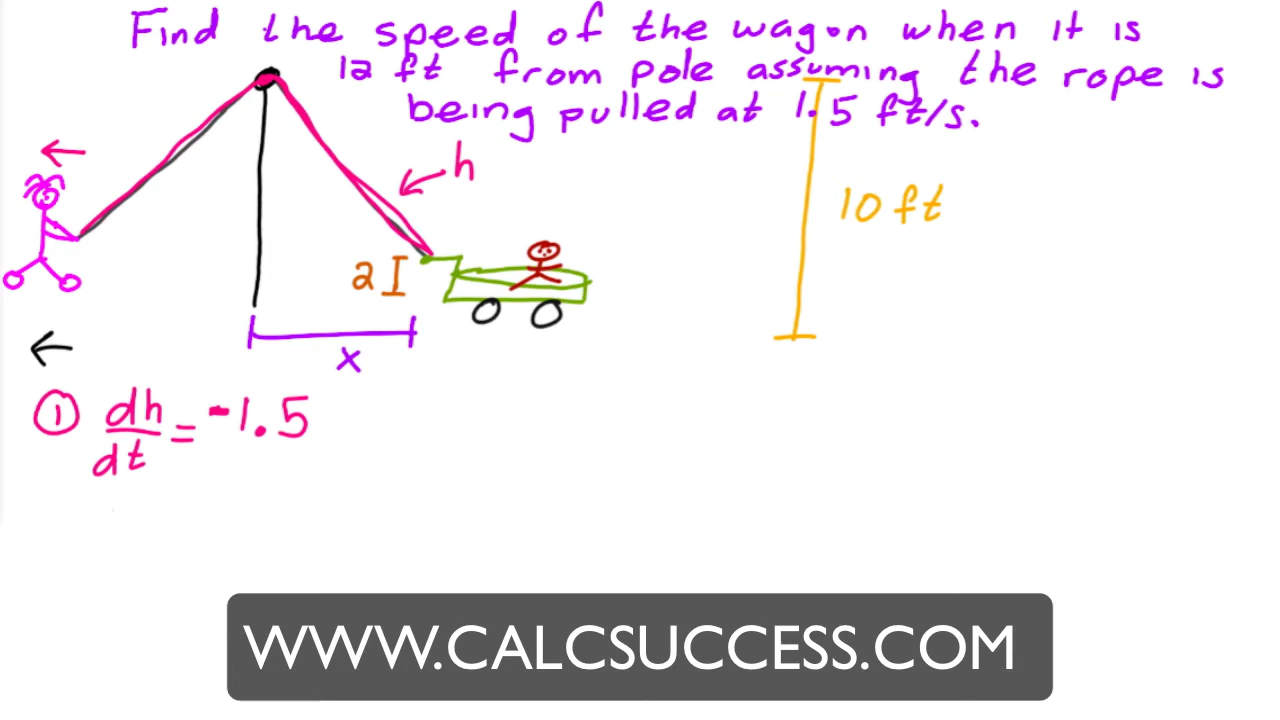 Find the speed of the wagon when it is
12 ft from pole assuming the rope is
being pulled at 1.5 ft/s.
h
10 ft
2
x
① dh/dt = -1.5
WWW.CALCSUCCESS.COM